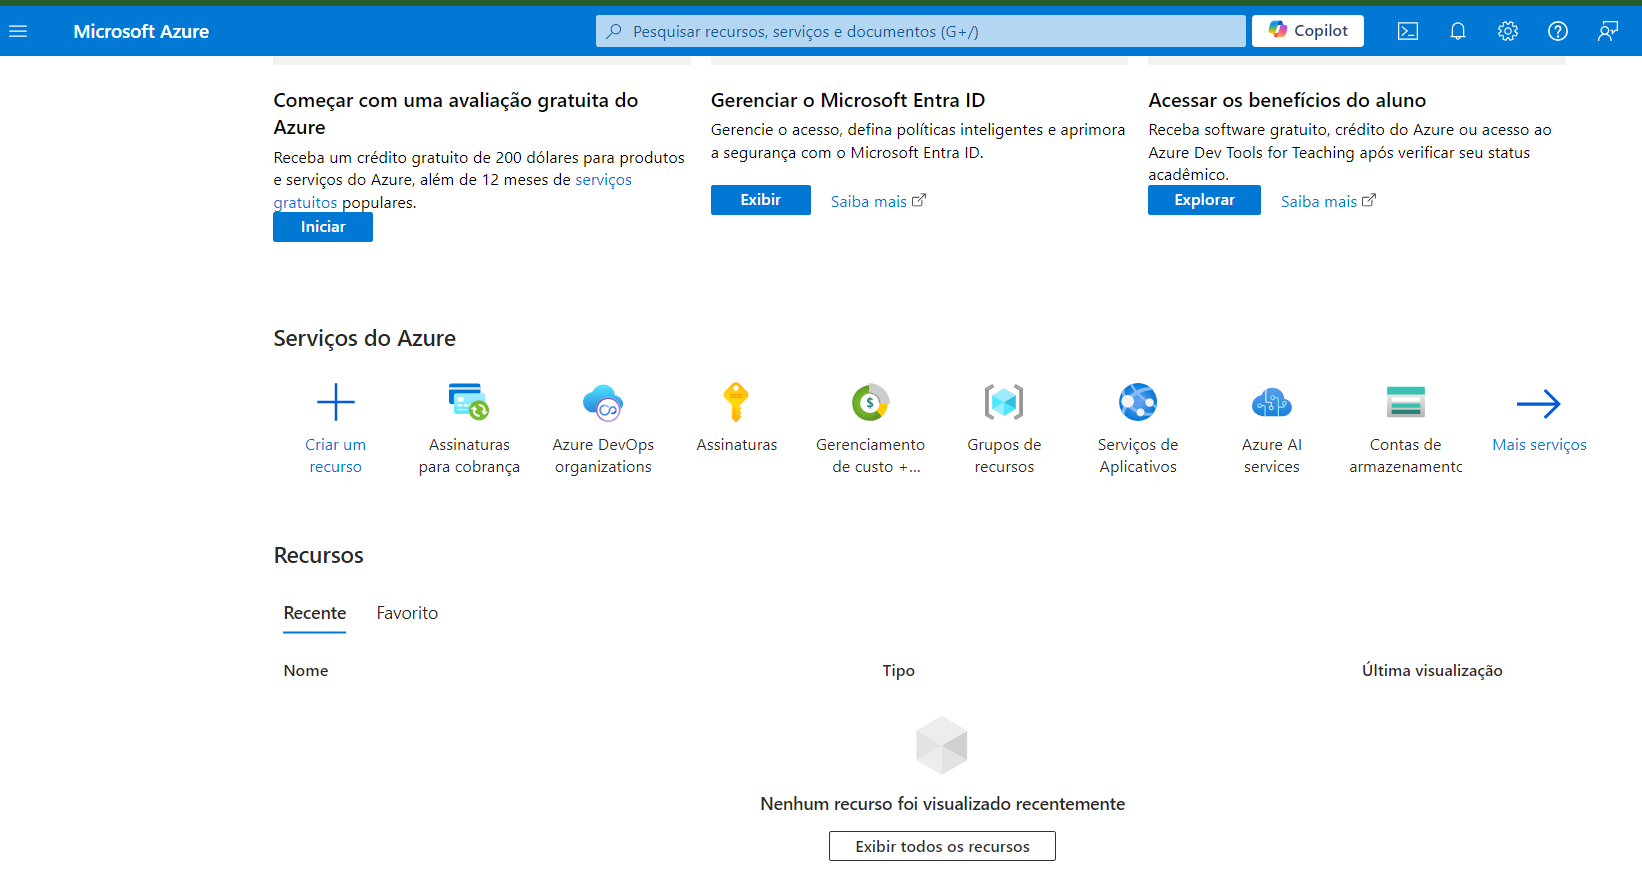 Microsoft Azure
Pesquisar recursos, serviços e documentos (G+/)
Copilot
Começar com uma avaliação gratuita do
Azure
Receba um crédito gratuito de 200 dólares para produtos
e serviços do Azure, além de 12 meses de serviços
gratuitos populares.
Iniciar
Gerenciar o Microsoft Entra ID
Gerencie o acesso, defina políticas inteligentes e aprimora
a segurança com o Microsoft Entra ID.
Exibir
Saiba mais
Acessar os benefícios do aluno
Receba software gratuito, crédito do Azure ou acesso ao
Azure Dev Tools for Teaching após verificar seu status
acadêmico.
Explorar
Saiba mais
Serviços do Azure
Criar um
recurso
Assinaturas
para cobrança
Azure DevOps
organizations
Assinaturas
Gerenciamento
de custo +...
Grupos de
recursos
Serviços de
Aplicativos
Azure AI
services
Contas de
armazenamento
Mais serviços
Recursos
Recente
Favorito
Nome
Tipo
Última visualização
Nenhum recurso foi visualizado recentemente
Exibir todos os recursos